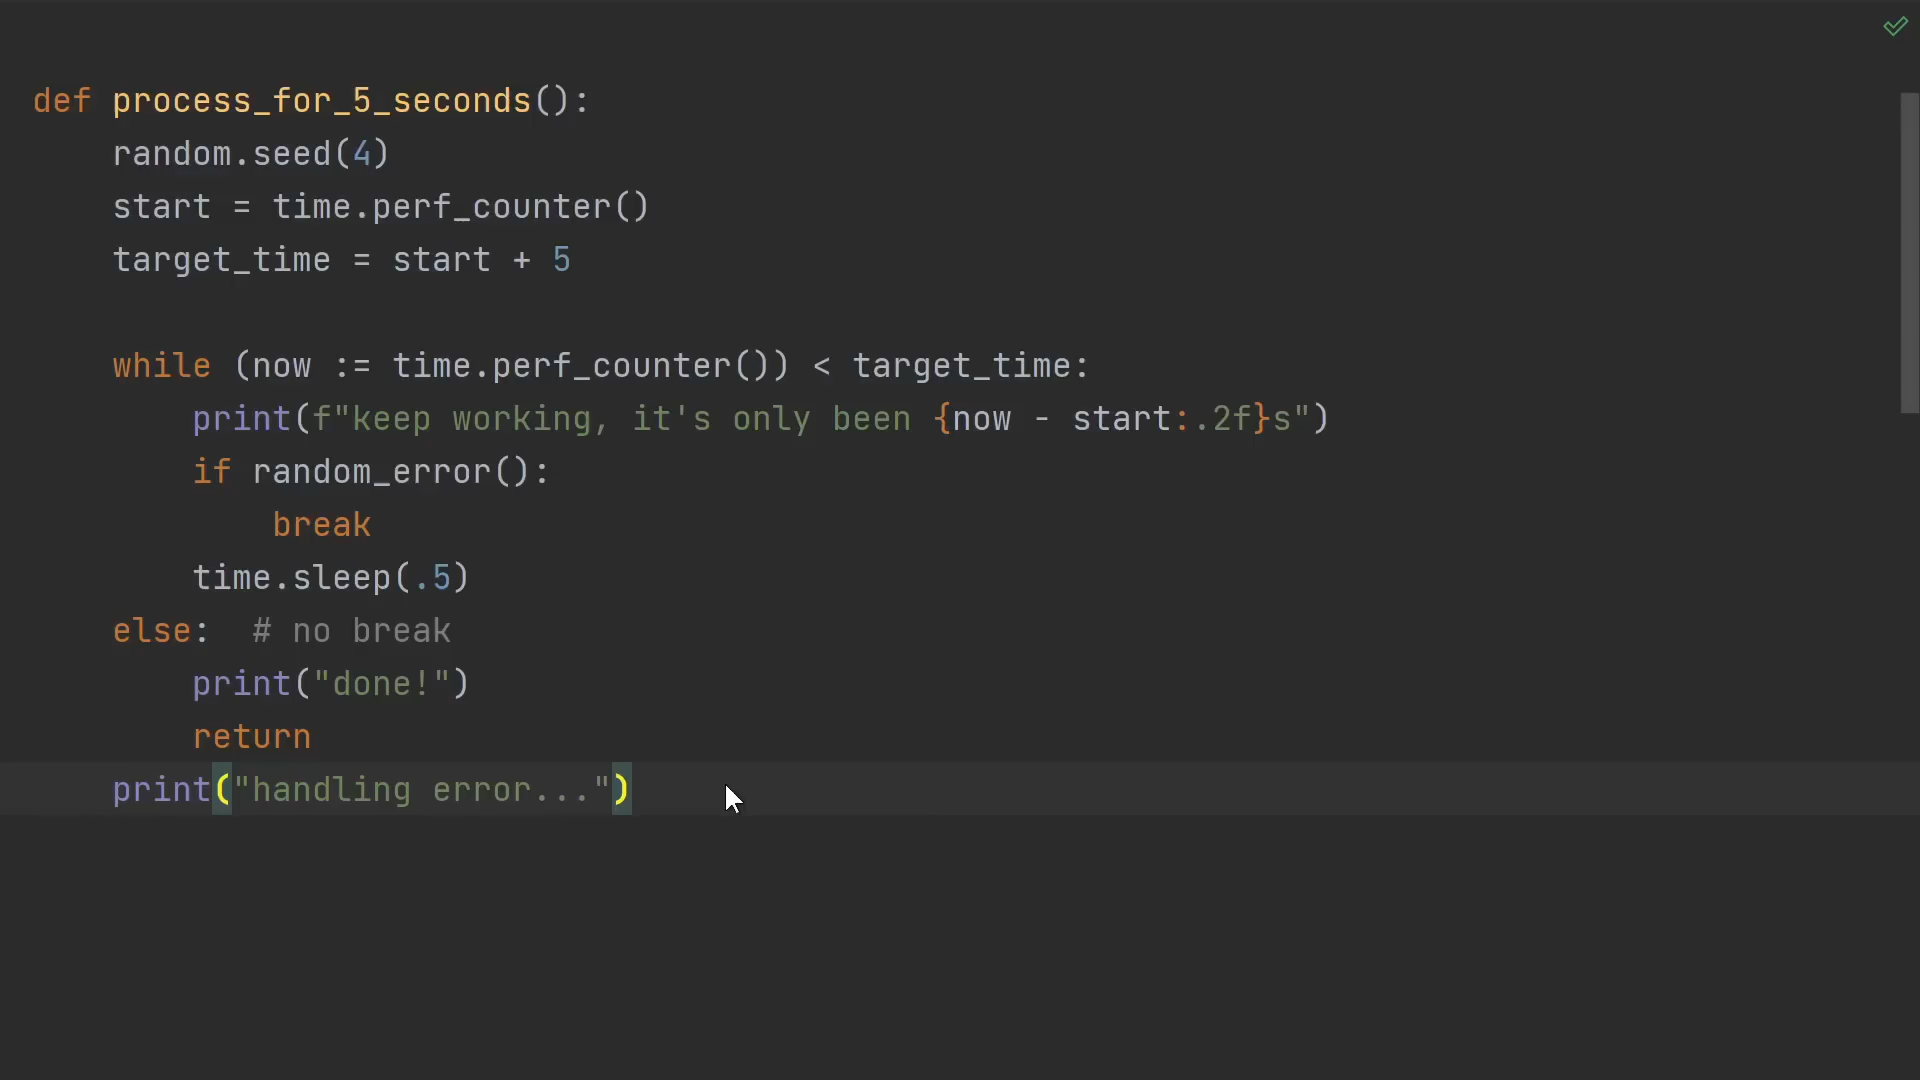 def process_for_5_seconds():
    random.seed(4)
    start = time.perf_counter()
    target_time = start + 5

    while (now := time.perf_counter()) < target_time:
        print(f"keep working, it's only been {now - start:.2f}s")
        if random_error():
            break
        time.sleep(.5)
    else:  # no break
        print("done!")
        return
    print("handling error...")